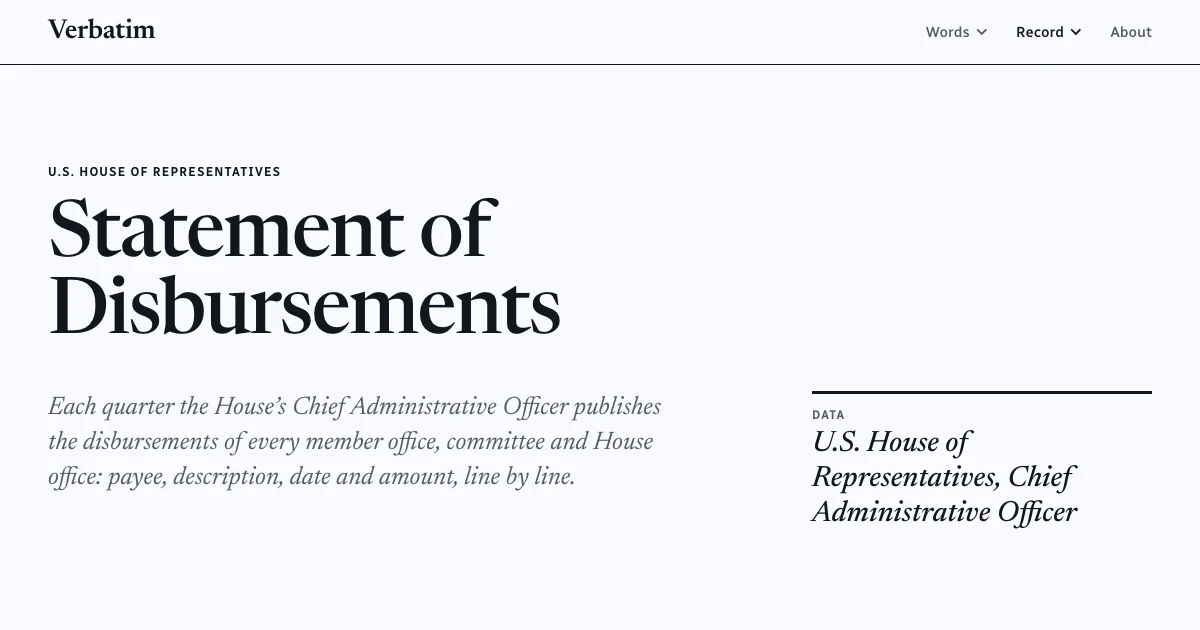 Verbatim
Words
Record
About
U.S. HOUSE OF REPRESENTATIVES
Statement of
Disbursements
Each quarter the House’s Chief Administrative Officer publishes
the disbursements of every member office, committee and House
office: payee, description, date and amount, line by line.
DATA
U.S. House of
Representatives, Chief
Administrative Officer